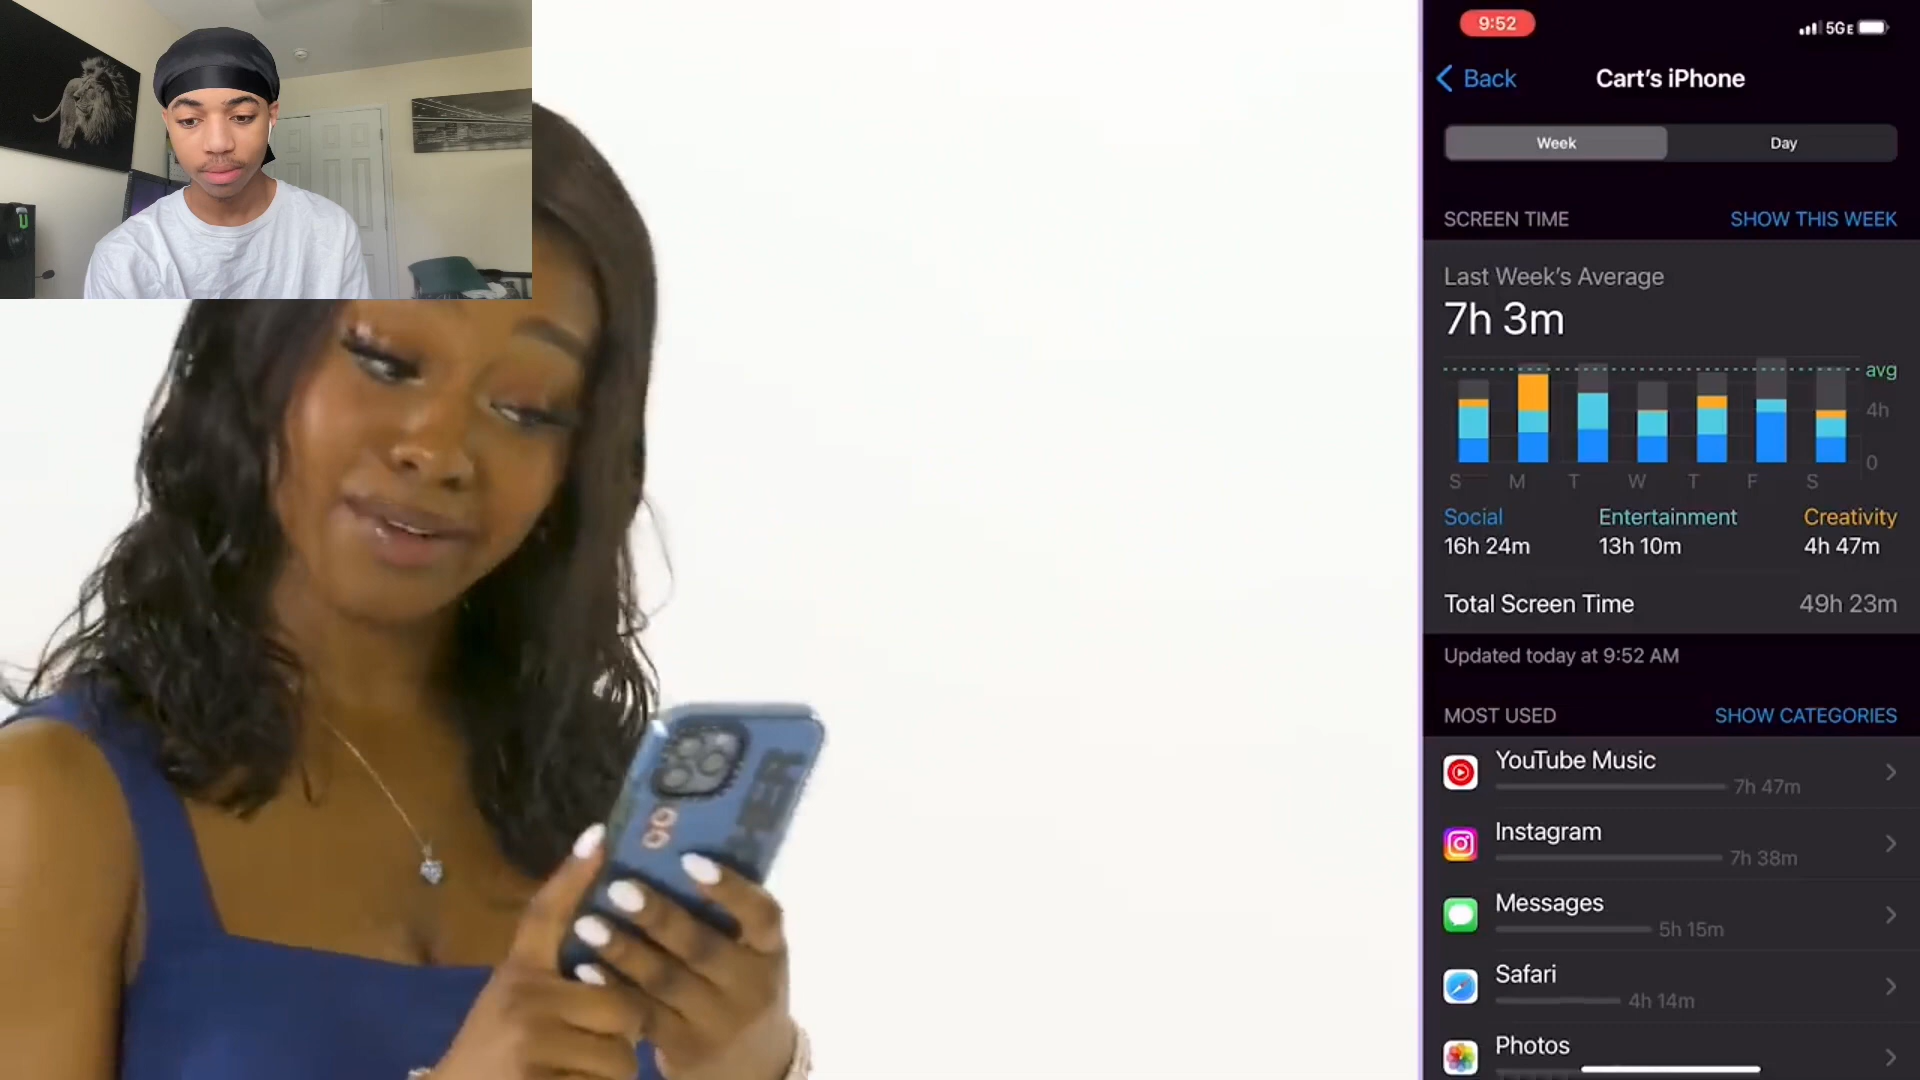 9:52
5GE
Back
Cart's iPhone
Week
Day
SCREEN TIME
SHOW THIS WEEK
Last Week's Average
7h 3m
avg
4h
0
S M T W T F S
Social
Entertainment
Creativity
16h 24m
13h 10m
4h 47m
Total Screen Time
49h 23m
Updated today at 9:52 AM
MOST USED
SHOW CATEGORIES
YouTube Music
7h 47m
Instagram
7h 38m
Messages
5h 15m
Safari
4h 14m
Photos